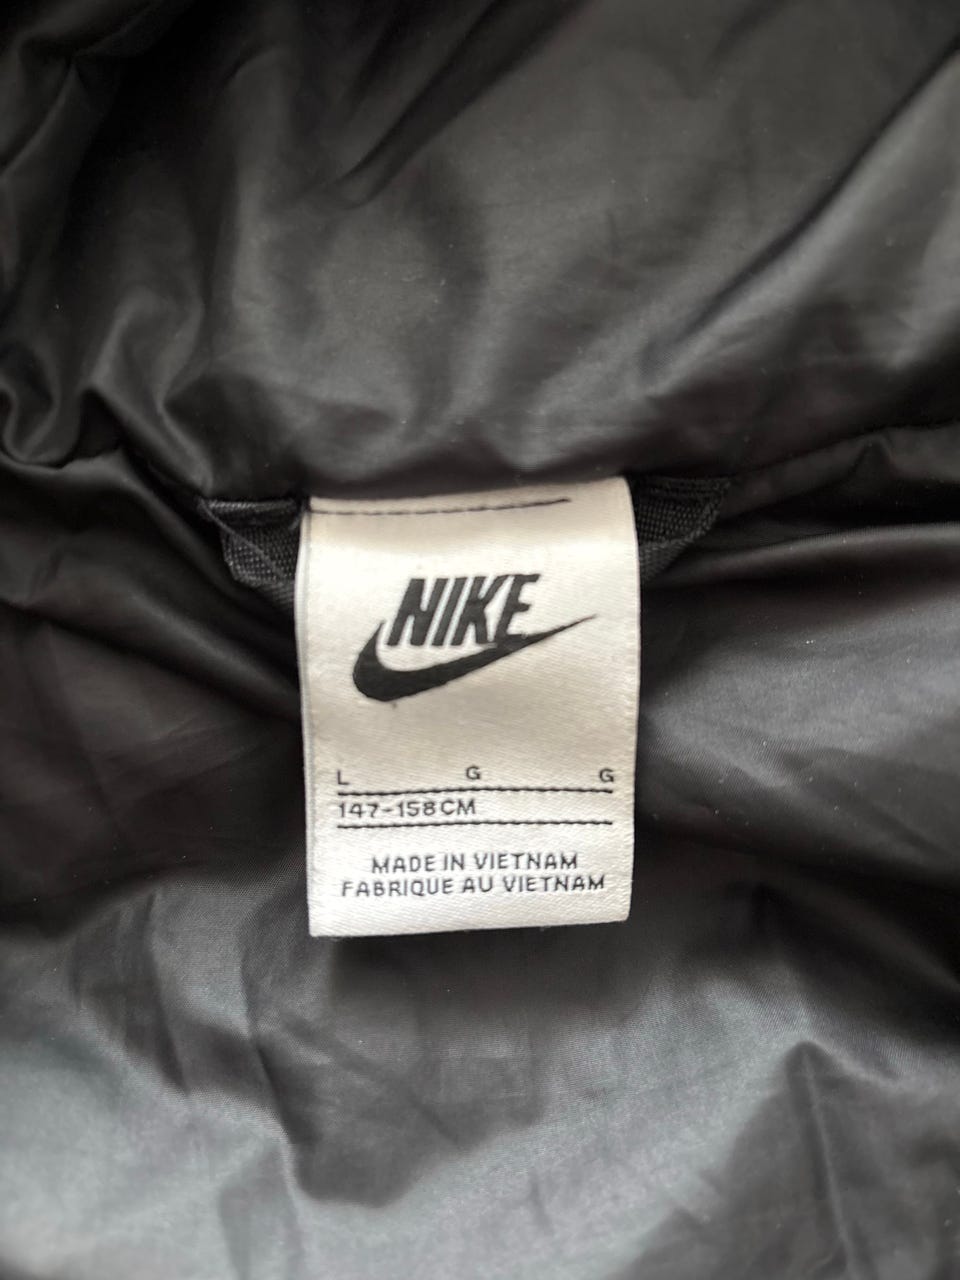 NIKE
L G G
147-158CM
MADE IN VIETNAM
FABRIQUE AU VIETNAM